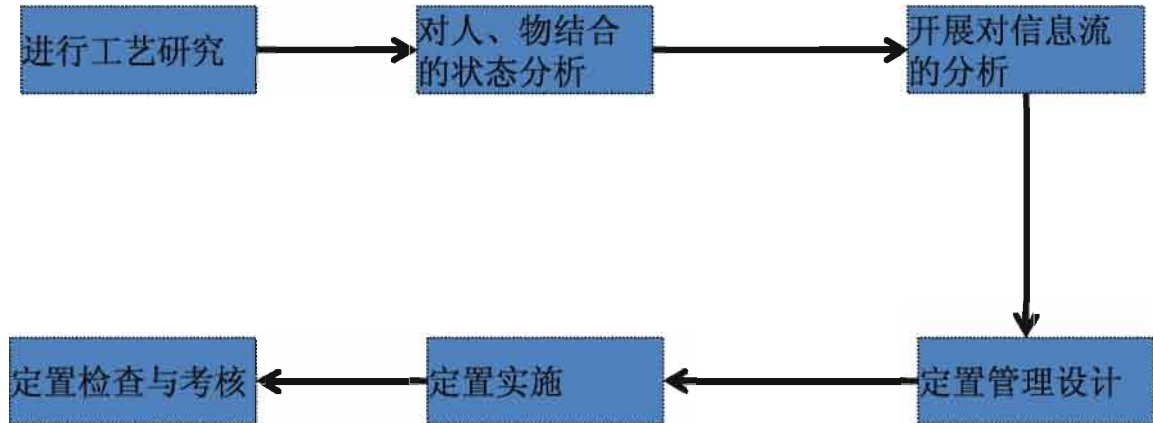 进行工艺研究
对人、物结合
的状态分析
开展对信息流
的分析
定置管理设计
定置实施
定置检查与考核